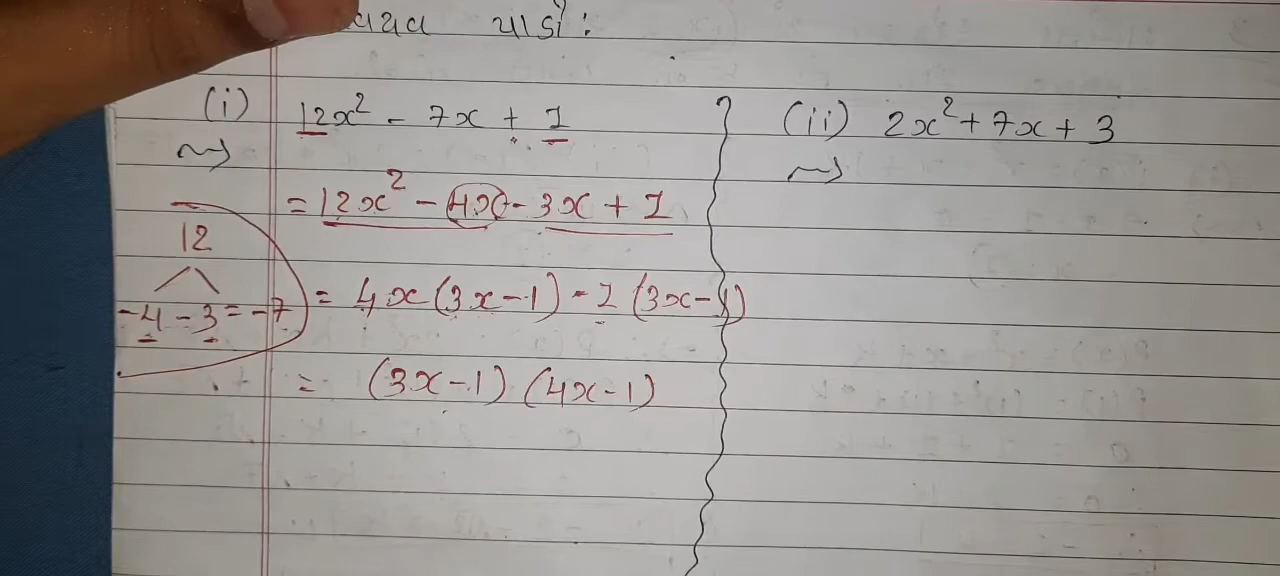 પાડો :
(i) 12x² - 7x + 1
= 12x² - 4x - 3x + 1
12
-4 - 3 = -7
= 4x(3x-1) - 1(3x-1)
= (3x-1) (4x-1)
(ii) 2x² + 7x + 3